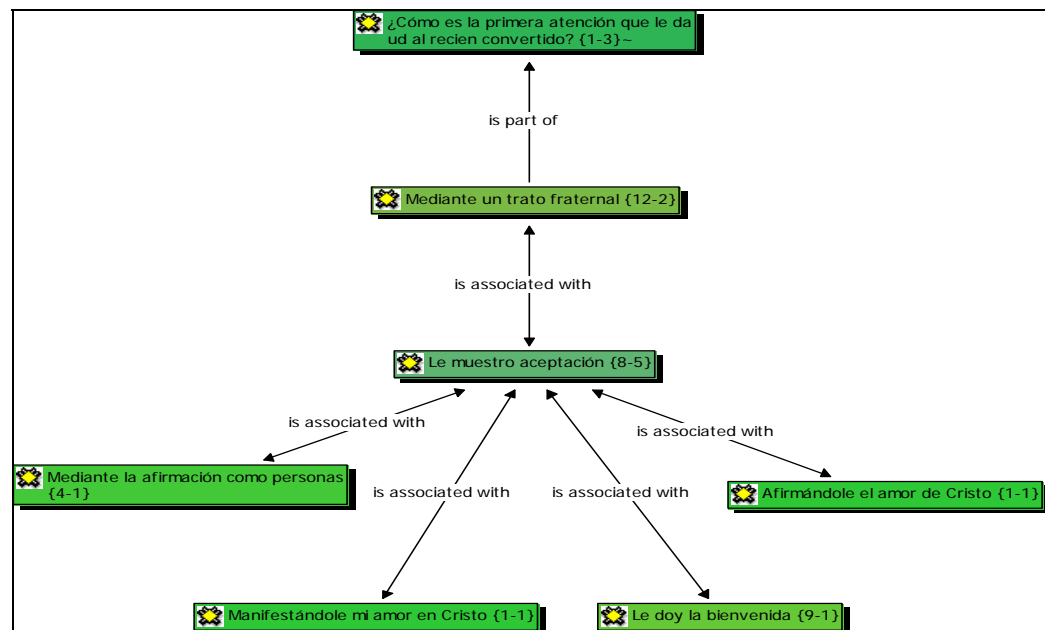 ¿Cómo es la primera atención que le da
ud al recien convertido? {1-3}~
is part of
Mediante un trato fraternal {12-2}
is associated with
Le muestro aceptación {8-5}
is associated with
is associated with
Mediante la afirmación como personas
{4-1}
is associated with
is associated with
Afirmándole el amor de Cristo {1-1}
Manifestándole mi amor en Cristo {1-1}
Le doy la bienvenida {9-1}